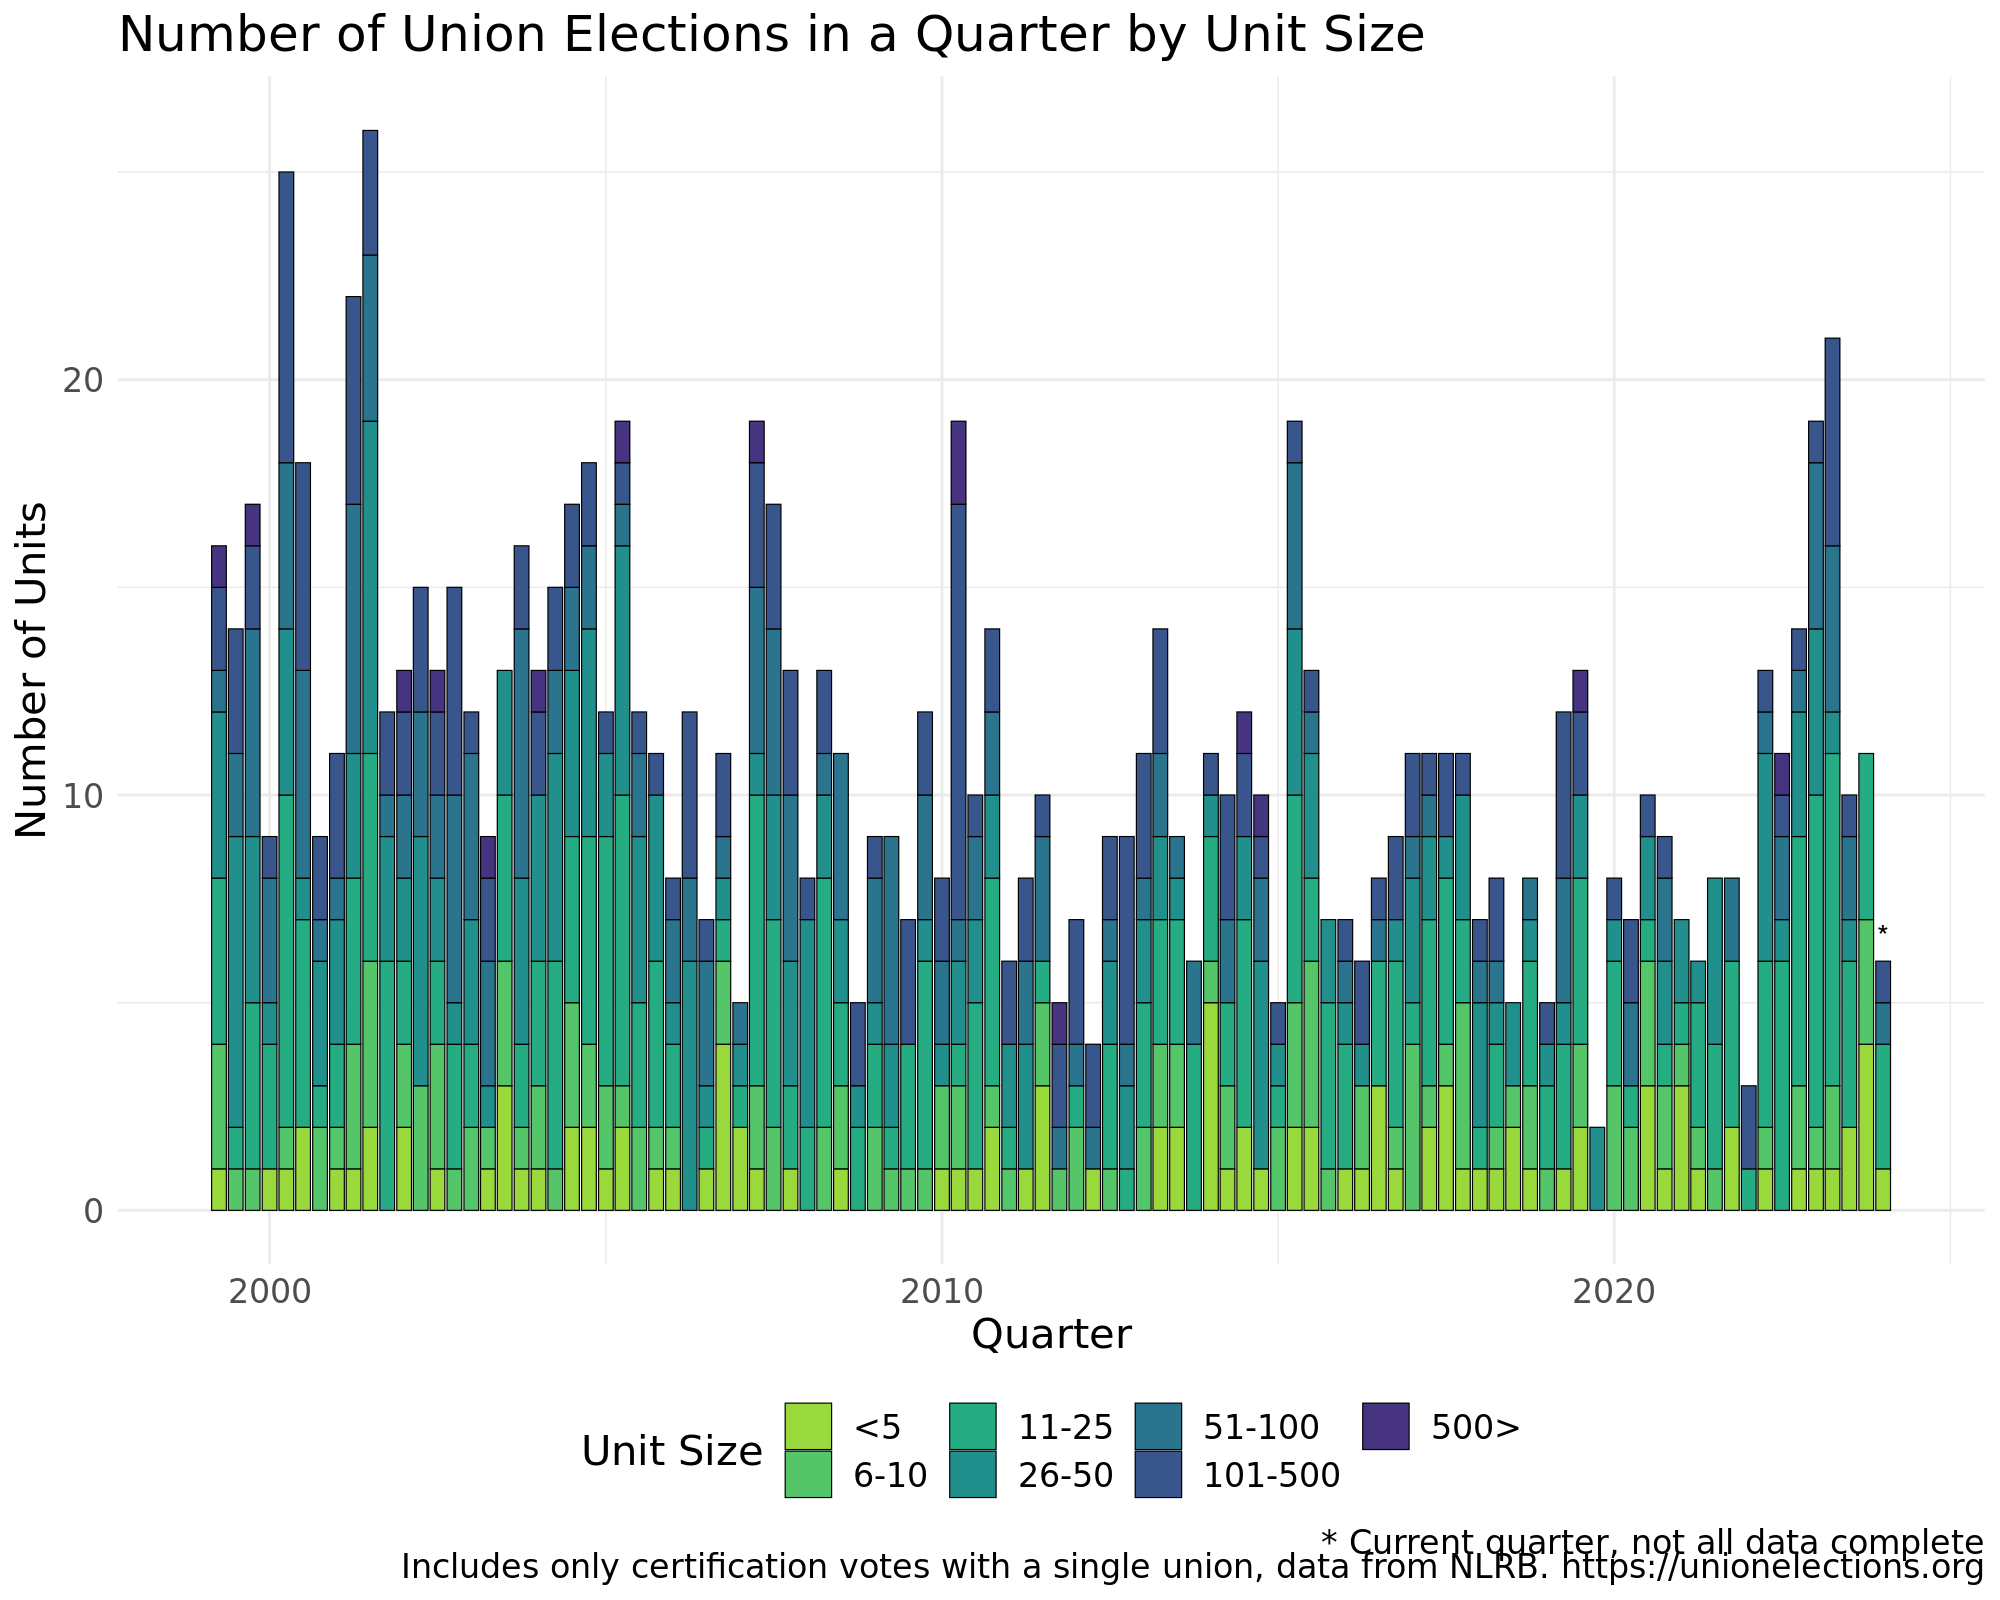 Number of Union Elections in a Quarter by Unit Size
Number of Units
20
10
0
*
2000 2010 2020
Quarter
Unit Size
<5 11-25 51-100 500>
6-10 26-50 101-500
* Current quarter, not all data complete
Includes only certification votes with a single union, data from NLRB. https://unionelections.org